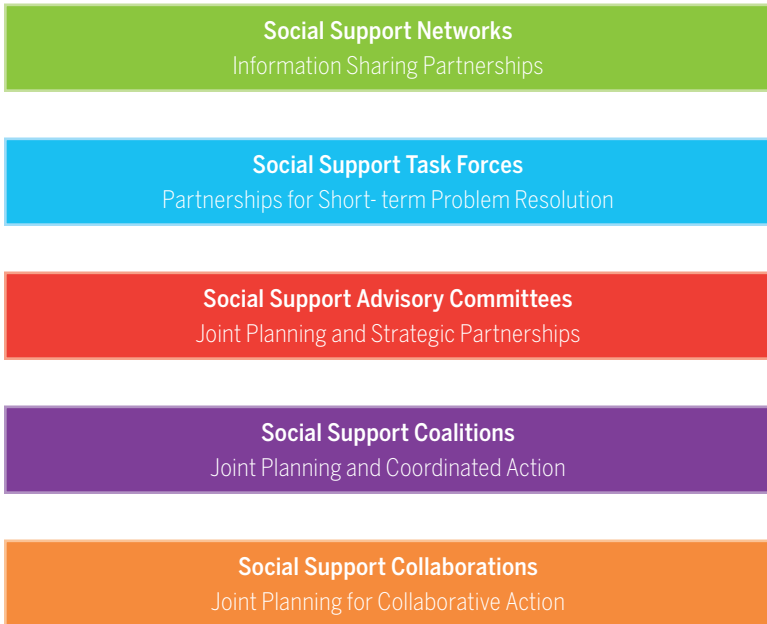 Social Support Networks
Information Sharing Partnerships
Social Support Task Forces
Partnerships for Short- term Problem Resolution
Social Support Advisory Committees
Joint Planning and Strategic Partnerships
Social Support Coalitions
Joint Planning and Coordinated Action
Social Support Collaborations
Joint Planning for Collaborative Action